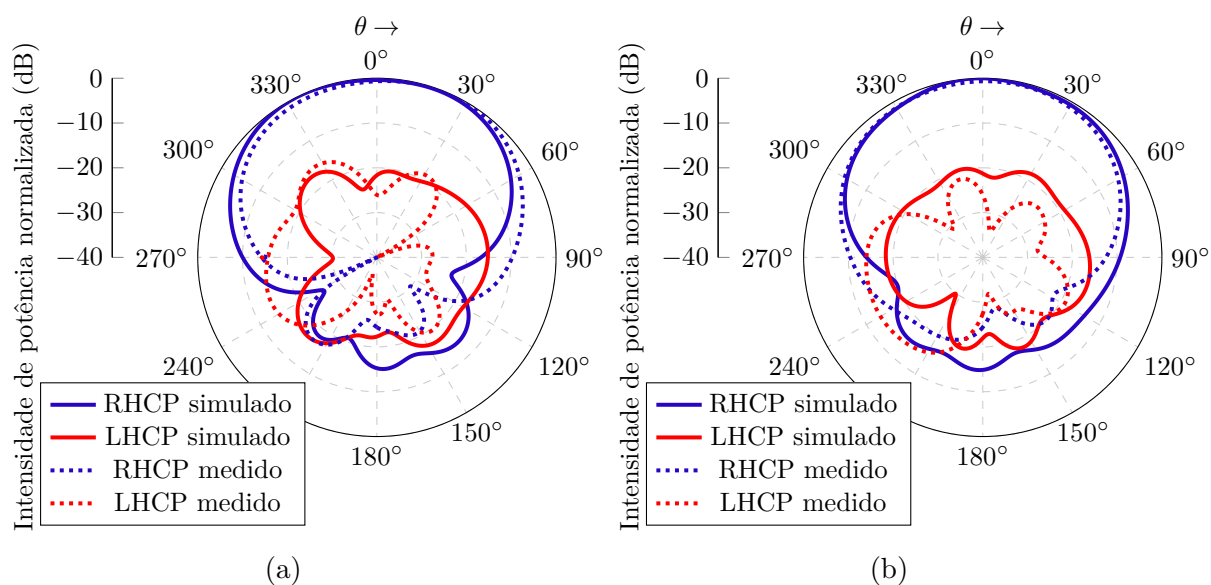 θ →
0°
30°
60°
90°
120°
150°
180°
240°
270°
300°
330°
0
−10
−20
−30
−40
Intensidade de potência normalizada (dB)
RHCP simulado
LHCP simulado
RHCP medido
LHCP medido
(a)
θ →
0°
30°
60°
90°
120°
150°
180°
240°
270°
300°
330°
0
−10
−20
−30
−40
Intensidade de potência normalizada (dB)
RHCP simulado
LHCP simulado
RHCP medido
LHCP medido
(b)